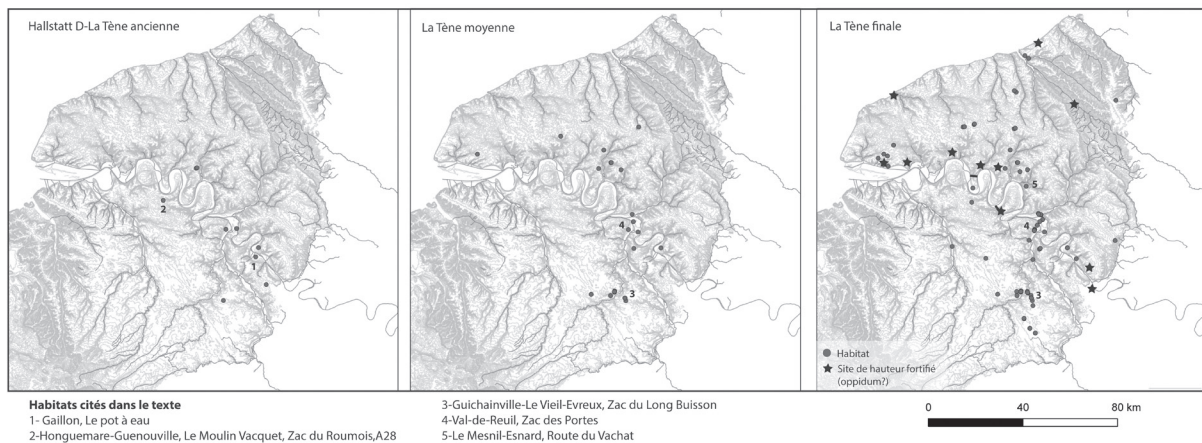 Hallstatt D-La Tène ancienne
2
1
La Tène moyenne
4
3
La Tène finale
5
4
3
Habitat
Site de hauteur fortifié
(oppidum?)
Habitats cités dans le texte
1- Gaillon, Le pot à eau
2-Honguemare-Guenouville, Le Moulin Vacquet, Zac du Roumois,A28
3-Guichainville-Le Vieil-Evreux, Zac du Long Buisson
4-Val-de-Reuil, Zac des Portes
5-Le Mesnil-Esnard, Route du Vachat
0 40 80 km